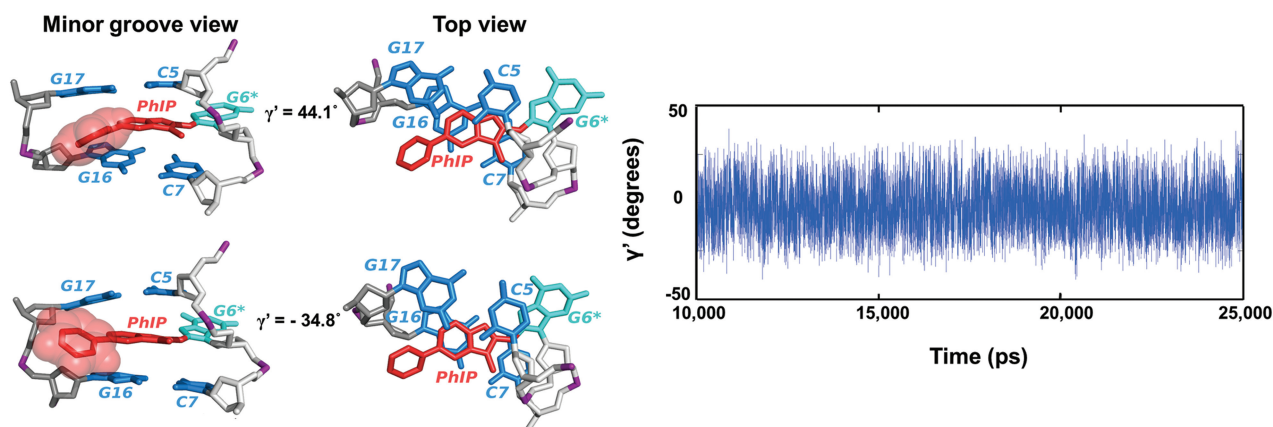 Minor groove view
Top view
G17
C5
G6*
PhIP
G16
C7
γ’ = 44.1°
G17
C5
G16
G6*
PhIP
C7
G17
C5
G6*
PhIP
G16
C7
γ’ = - 34.8°
G17
C5
G16
G6*
PhIP
C7
50
0
-50
γ’ (degrees)
10,000 15,000 20,000 25,000
Time (ps)